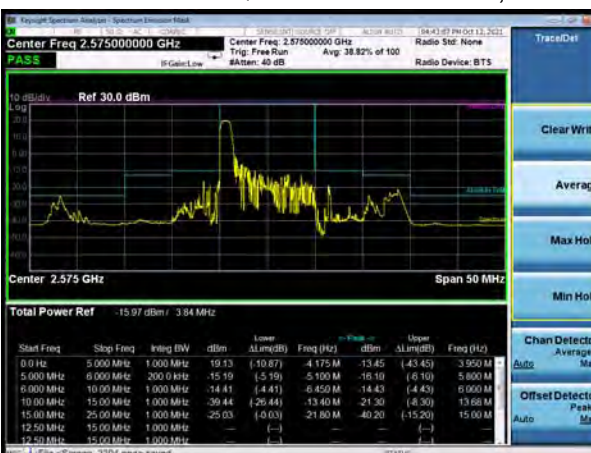 Keysight Spectrum Analyzer - Spectrum Emission Mask
Center Freq 2.575000000 GHz
Center Freq: 2.575000000 GHz
Radio Std: None
Trig: Free Run
Avg: 38.82% of 100
PASS
IFGain:Low
#Atten: 40 dB
Radio Device: BTS
Trace/Det
10 dB/div
Ref 30.0 dBm
Log
Clear Writ
Averag
Max Hol
Min Hol
Center 2.575 GHz
Span 50 MHz
Total Power Ref
-15.97 dBm / 3.84 MHz
Lower
Peak
Upper
Start Freq Stop Freq Integ BW dBm ΔLim(dB) Freq (Hz) dBm ΔLim(dB) Freq (Hz)
0.0 Hz 5.000 MHz 1.000 MHz 19.13 (-10.87) -4.175 M -13.45 (-43.45) 3.950 M
5.000 MHz 6.000 MHz 200.0 kHz -15.19 (-5.19) -5.100 M -16.10 (-6.10) 5.800 M
6.000 MHz 10.00 MHz 1.000 MHz -14.41 (-4.41) -6.450 M -14.43 (-4.43) 6.000 M
10.00 MHz 15.00 MHz 1.000 MHz -39.44 (-26.44) -13.40 M -21.30 (-8.30) 13.68 M
15.00 MHz 25.00 MHz 1.000 MHz -25.03 (-0.03) -21.80 M -40.20 (-15.20) 15.00 M
12.50 MHz 15.00 MHz 1.000 MHz --- (---) --- (---)
12.50 MHz 15.00 MHz 1.000 MHz
Chan Detecto
Average
Auto Ma
Offset Detecto
Peak
Auto Ma